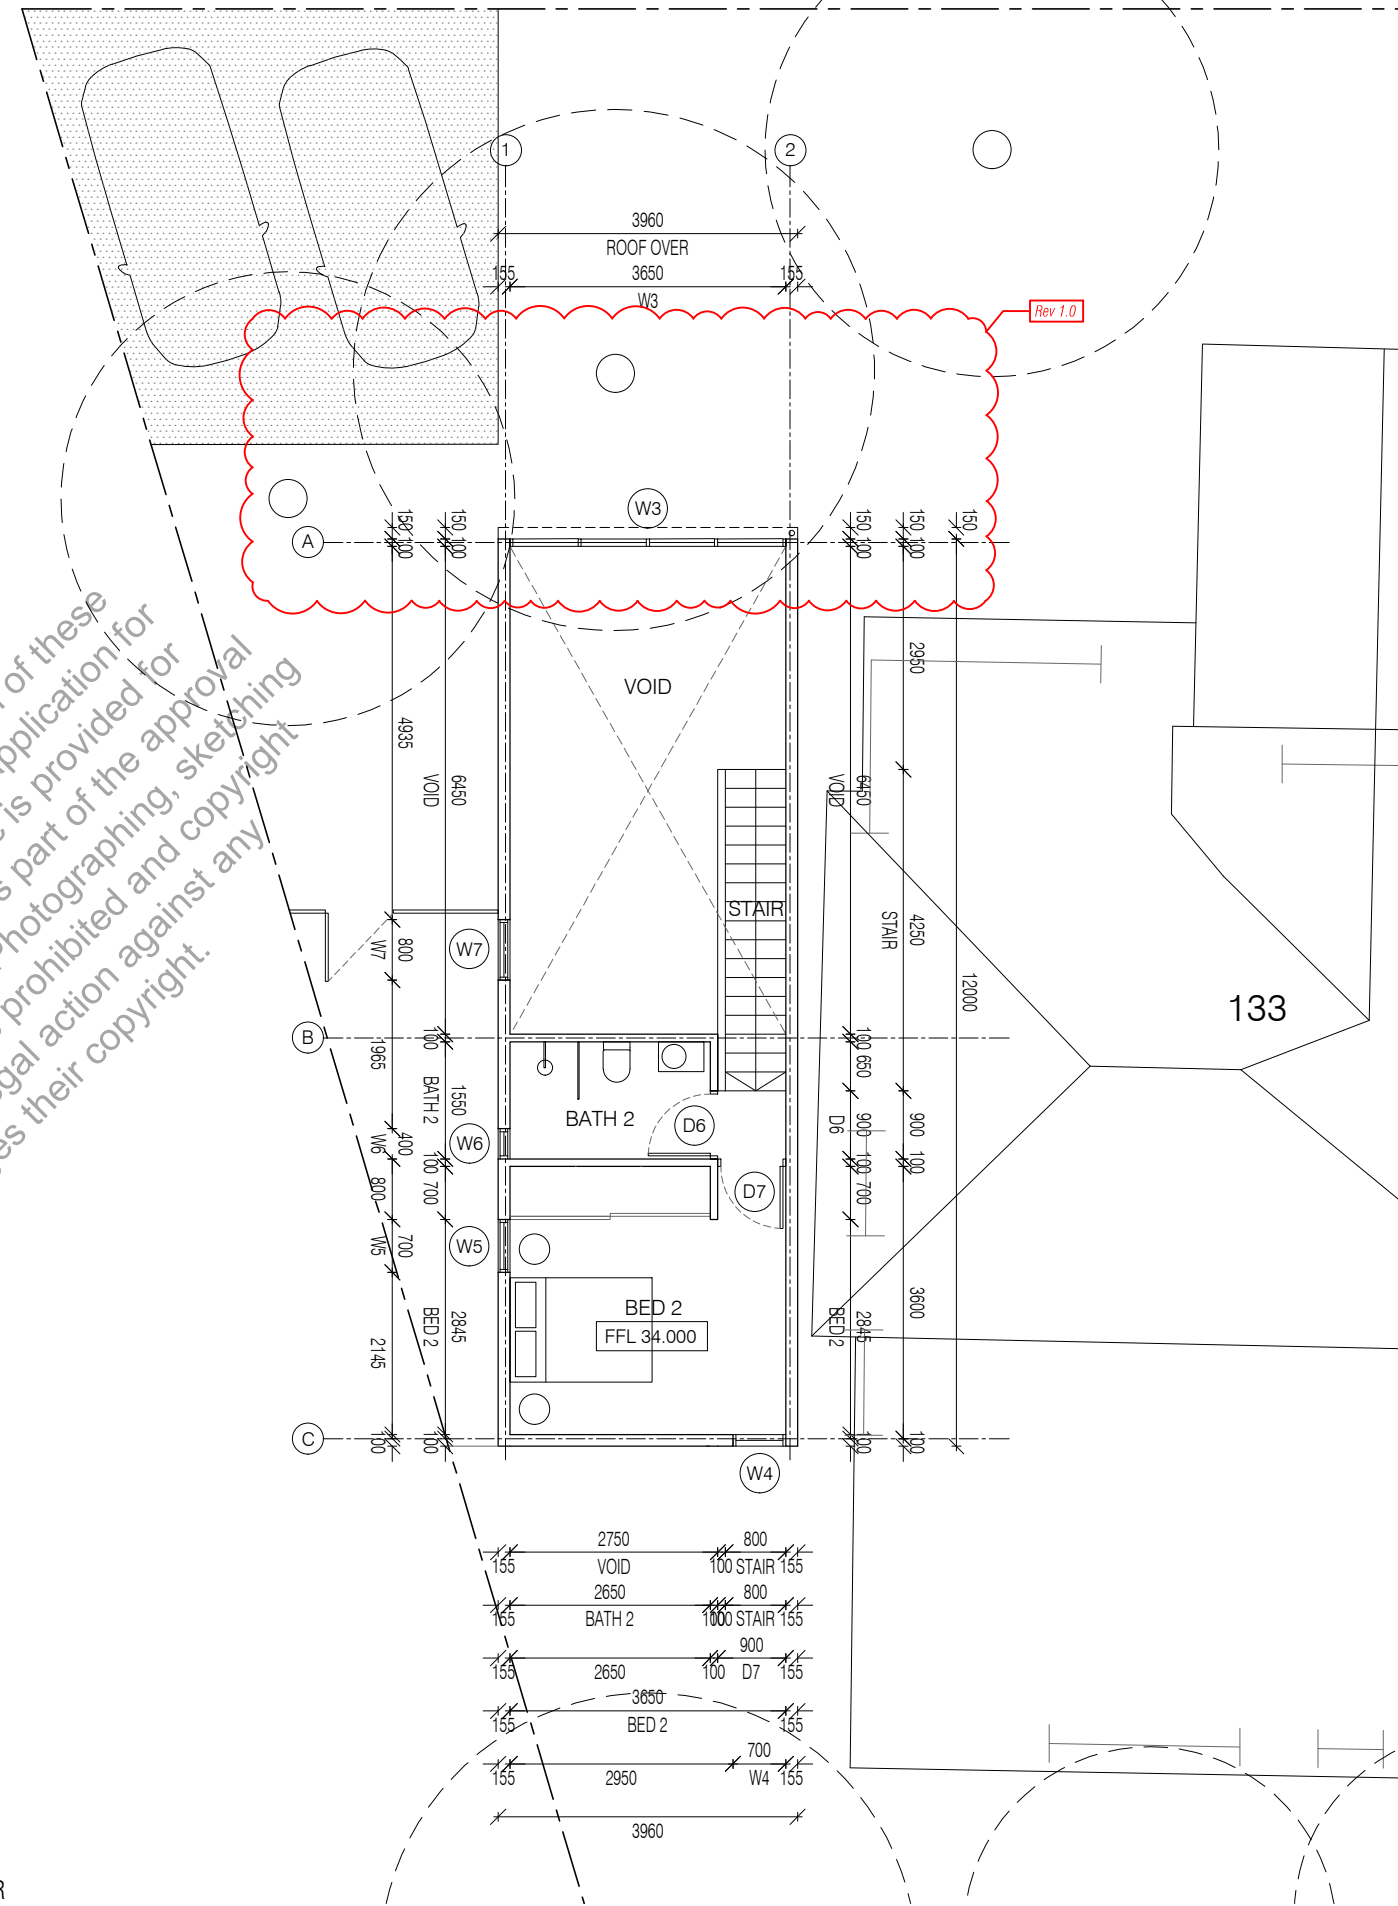 1
2
3960
ROOF OVER
155 3650 155
W3
Rev 1.0
W3
A
150 100
150 100
150 100
150 100
150
of these
pplication for
is provided for
s part of the approval
hotographing, sketching
prohibited and copyright
gal action against any
es their copyright.
VOID
2950
4935
VOID 6450
VOID 6450
STAIR
STAIR 4250
12000
133
W7
W7 800
B
1965
100
100 650
BATH 2 1550
BATH 2
D6
D6 900
900
W6
W6 400
100
100
100
D7
800
700
700
W5
W5 700
BED 2
FFL 34.000
BED 2 2845
BED 2 2845
3600
2145
C
100
100
100
100
W4
2750 800
155 VOID 100 STAIR 155
2650 800
155 BATH 2 100 100 STAIR 155
900
155 2650 100 D7 155
3650
155 BED 2 155
700
155 2950 W4 155
3960
R